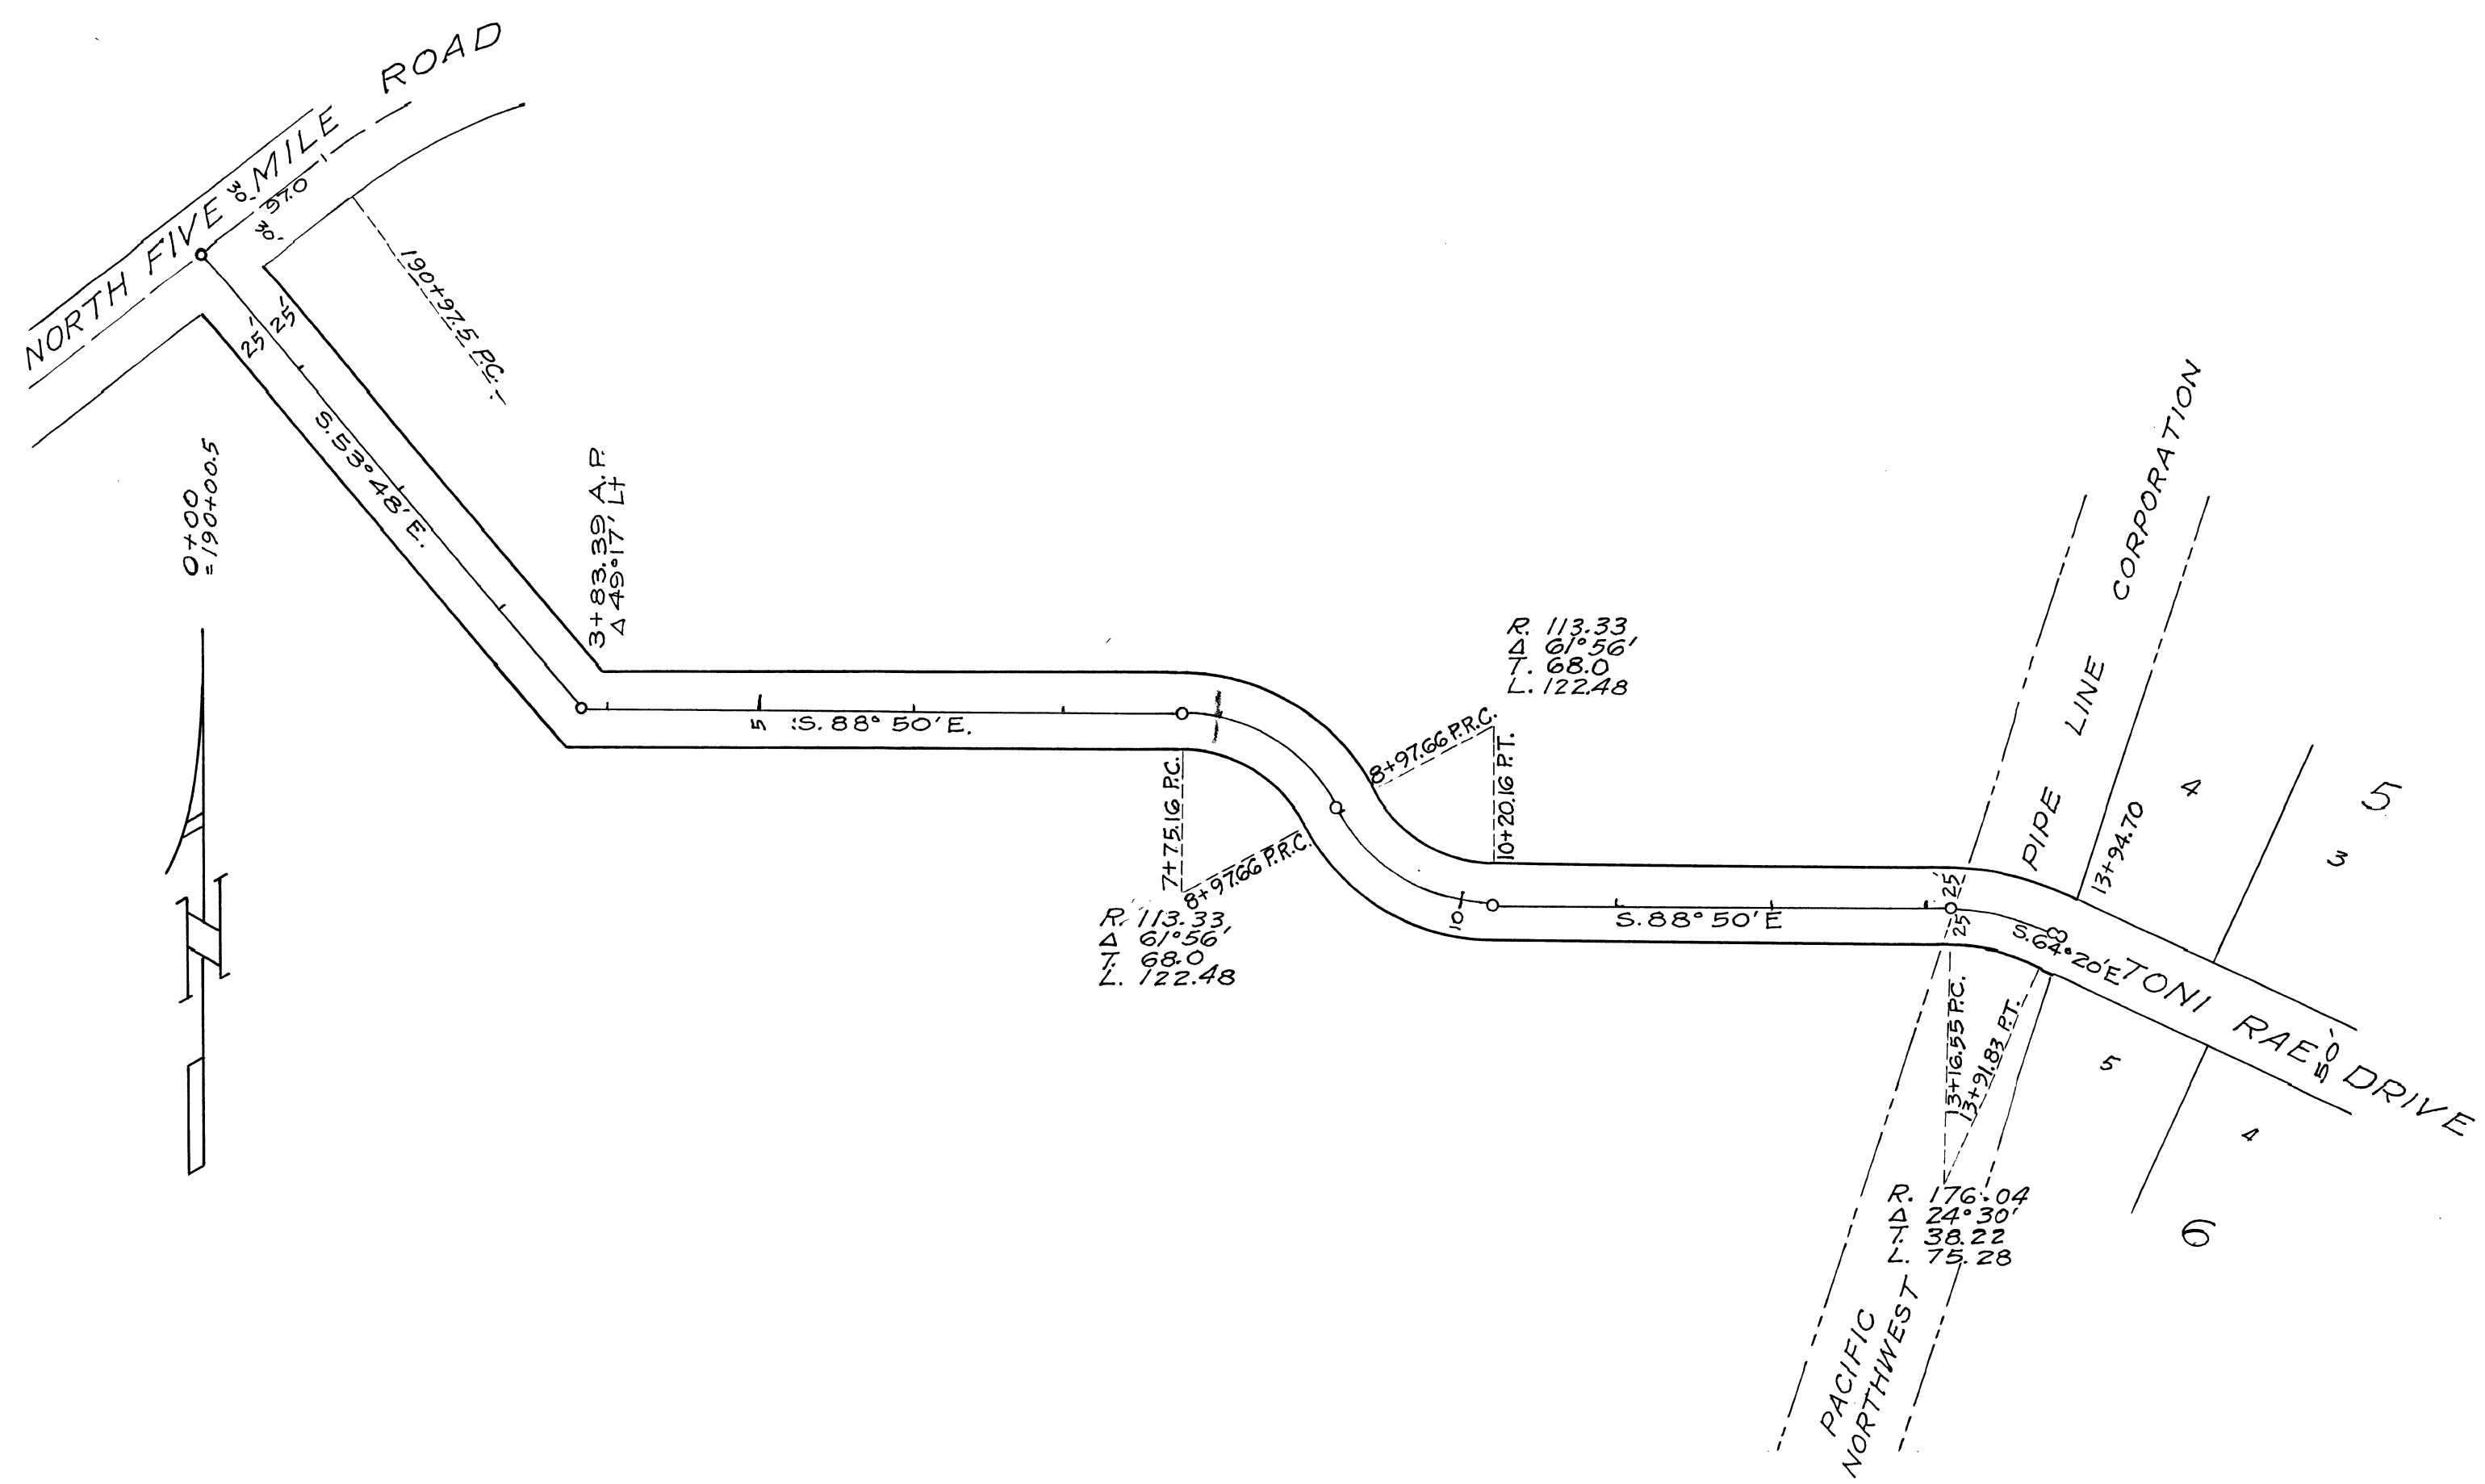 NORTH FIVE MILE ROAD
30'
97.0
30'
25'
25'
190+97.5 P.C.
S. 53° 48' E.
0+00
=190+00.5
3+83.39 A.P.
Δ 49°17' Lt
5
S. 88° 50' E.
R. 113.33
Δ 61°56'
T. 68.0
L. 122.48
8+97.66 P.R.C.
10+20.16 P.T.
7+75.16 P.C.
8+97.66 P.R.C.
R. 113.33
Δ 61°56'
T. 68.0
L. 122.48
10
S. 88° 50' E
25'
25'
PIPE LINE CORPORATION
13+94.70
4
5
3
S. 64° 20' E
TONI RAE DRIVE
50'
13+16.55 P.C.
13+91.83 P.T.
5
4
6
R. 176.04
Δ 24°30'
T. 38.22
L. 75.28
PACIFIC
NORTHWEST
N